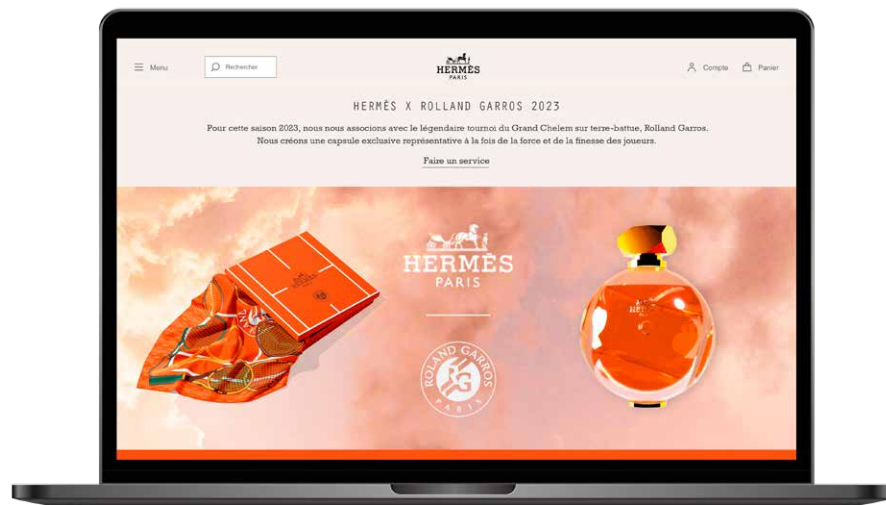 Menu
Rechercher
HERMÈS
PARIS
Compte
Panier
HERMÈS X ROLLAND GARROS 2023
Pour cette saison 2023, nous nous associons avec le légendaire tournoi du Grand Chelem sur terre-battue, Rolland Garros.
Nous créons une capsule exclusive représentative à la fois de la force et de la finesse des joueurs.
Faire un service
HERMÈS
PARIS
ROLAND GARROS
RG
PARIS